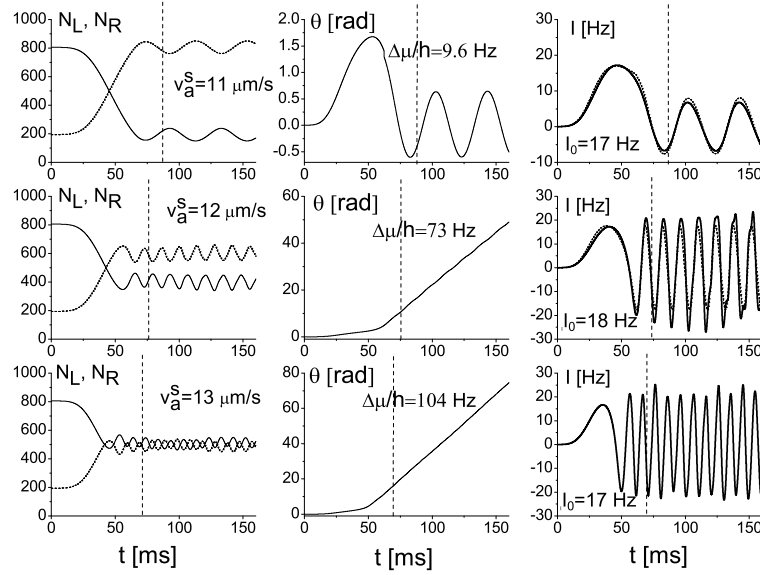 N_L, N_R
1000
800
600
400
200
0
v_a^s=11 μm/s
0 50 100 150
θ [rad]
2.0
1.5
1.0
0.5
0.0
-0.5
Δμ/h=9.6 Hz
0 50 100 150
I [Hz]
30
20
10
0
-10
I₀=17 Hz
0 50 100 150
N_L, N_R
1000
800
600
400
200
0
v_a^s=12 μm/s
0 50 100 150
θ [rad]
60
40
20
0
Δμ/h=73 Hz
0 50 100 150
I [Hz]
30
20
10
0
-10
-20
-30
I₀=18 Hz
0 50 100 150
N_L, N_R
1000
800
600
400
200
0
v_a^s=13 μm/s
0 50 100 150
t [ms]
θ [rad]
80
60
40
20
0
Δμ/h=104 Hz
0 50 100 150
t [ms]
I [Hz]
30
20
10
0
-10
-20
-30
I₀=17 Hz
0 50 100 150
t [ms]